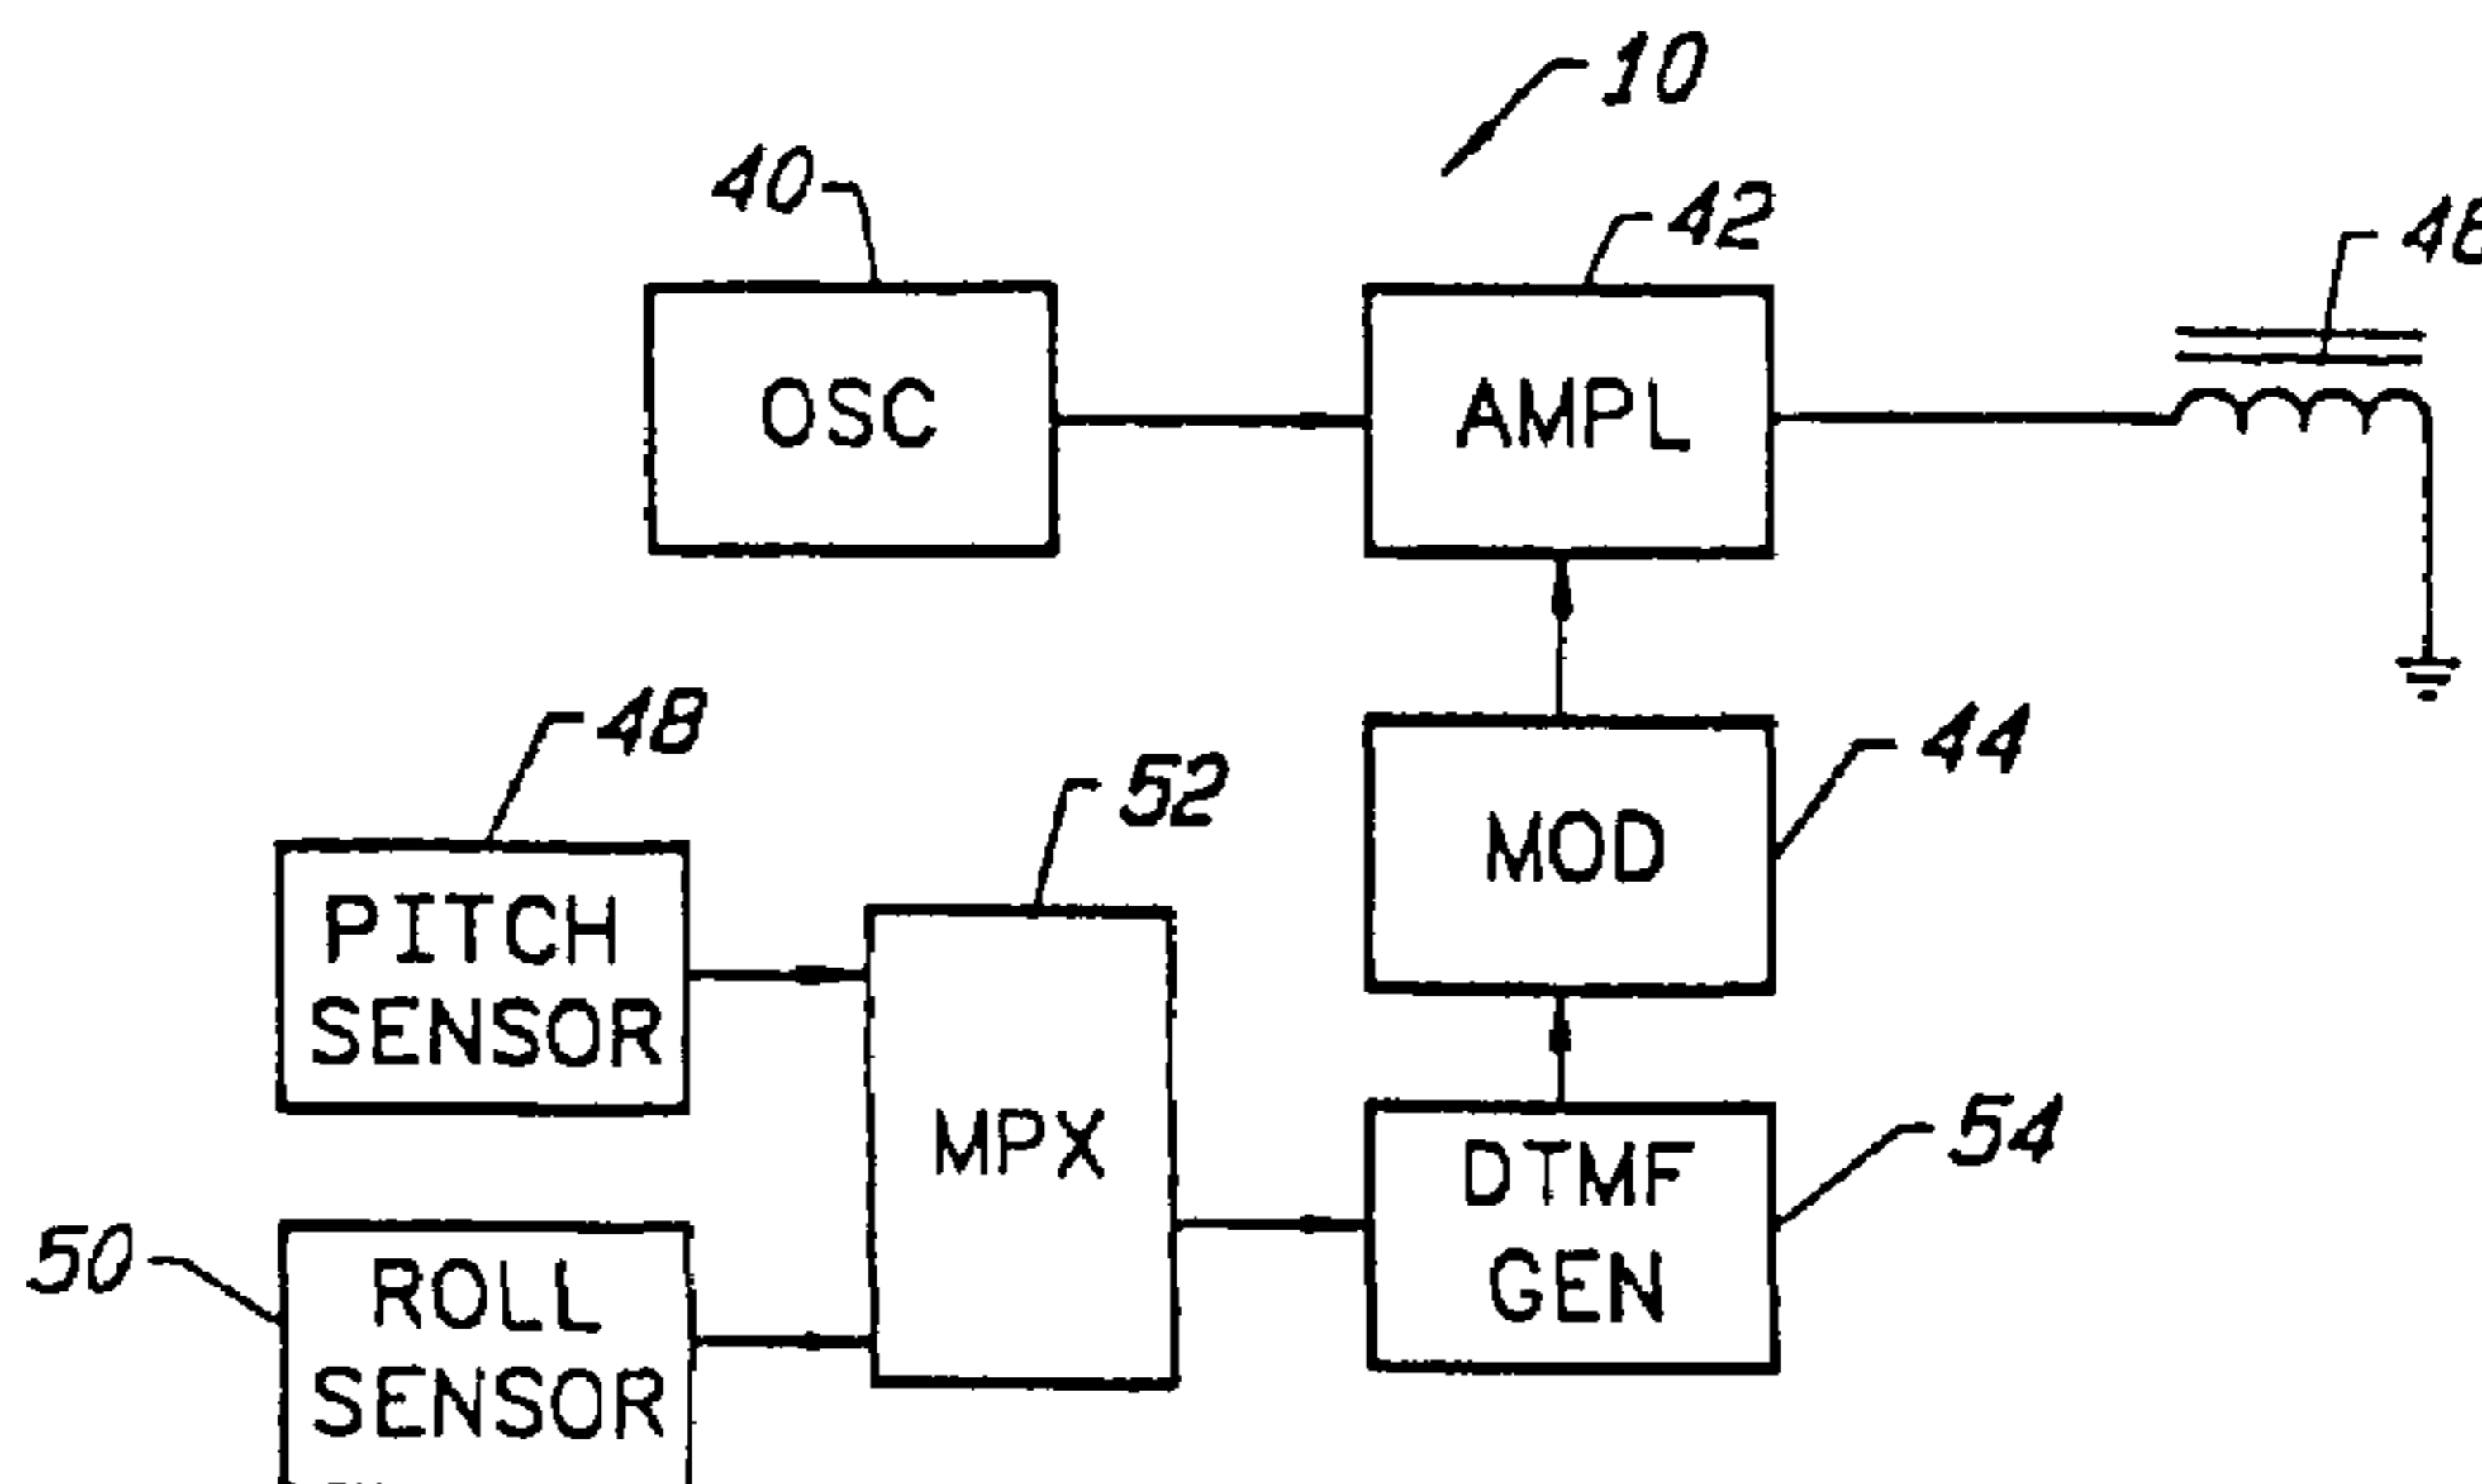 10
40
42
OSC
AMPL
48
52
44
PITCH
SENSOR
MOD
MPX
54
DTMF
GEN
50
ROLL
SENSOR